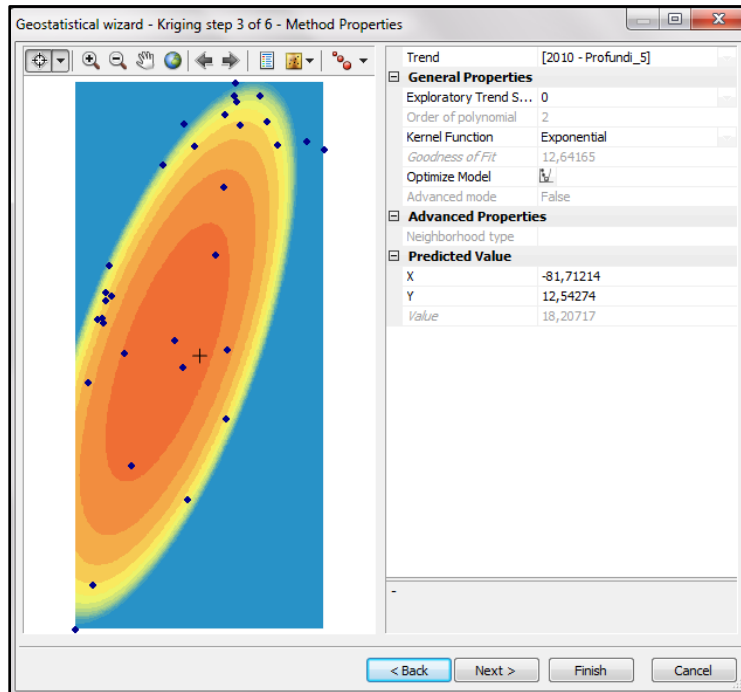 Geostatistical wizard - Kriging step 3 of 6 - Method Properties
Trend [2010 - Profundi_5]
General Properties
Exploratory Trend S... 0
Order of polynomial 2
Kernel Function Exponential
Goodness of Fit 12,64165
Optimize Model
Advanced mode False
Advanced Properties
Neighborhood type
Predicted Value
X -81,71214
Y 12,54274
Value 18,20717
-
< Back Next > Finish Cancel